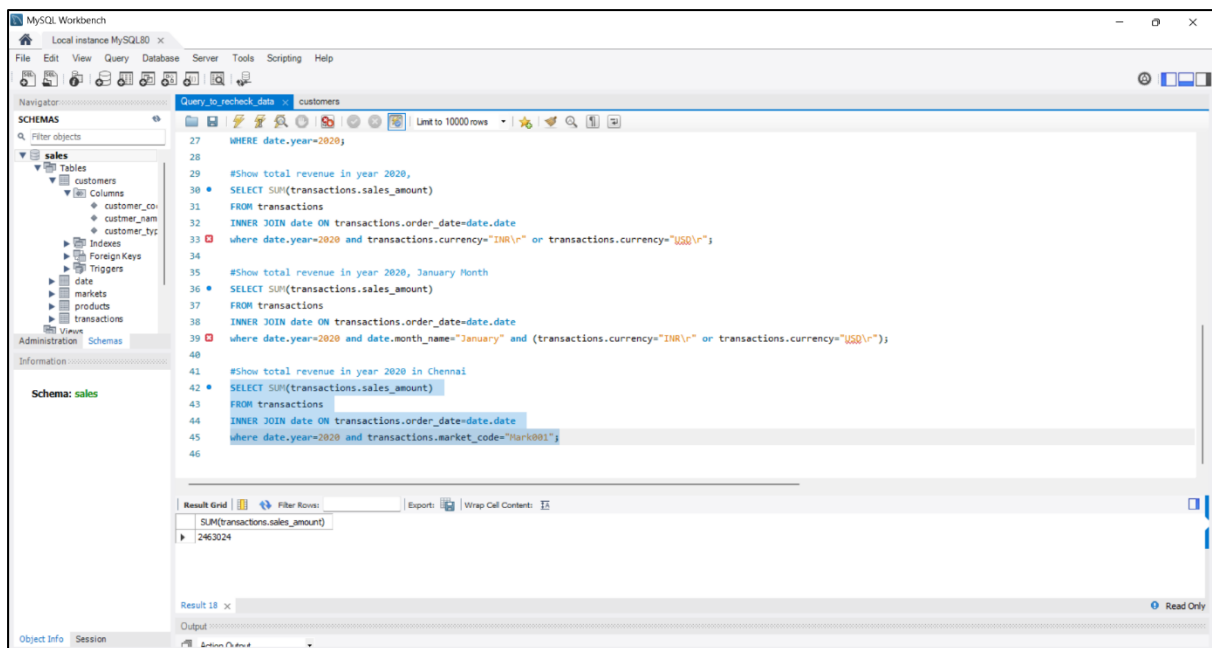 MySQL Workbench
Local instance MySQL80
File Edit View Query Database Server Tools Scripting Help
Navigator
Query_to_recheck_data customers
SCHEMAS
Limit to 10000 rows
Filter objects
27 WHERE date.year=2020;
sales
28
Tables
29 #Show total revenue in year 2020,
customers
30 SELECT SUM(transactions.sales_amount)
Columns
31 FROM transactions
customer_co
32 INNER JOIN date ON transactions.order_date=date.date
custmer_nam
33 where date.year=2020 and transactions.currency="INR\r" or transactions.currency="USD\r";
customer_typ
34
Indexes
35 #Show total revenue in year 2020, January Month
Foreign Keys
36 SELECT SUM(transactions.sales_amount)
Triggers
37 FROM transactions
date
38 INNER JOIN date ON transactions.order_date=date.date
markets
39 where date.year=2020 and date.month_name="January" and (transactions.currency="INR\r" or transactions.currency="USD\r");
products
40
transactions
41 #Show total revenue in year 2020 in Chennai
Views
42 SELECT SUM(transactions.sales_amount)
Administration Schemas
43 FROM transactions
Information
44 INNER JOIN date ON transactions.order_date=date.date
Schema: sales
45 where date.year=2020 and transactions.market_code="Mark001";
46
Result Grid Filter Rows: Export: Wrap Cell Content:
SUM(transactions.sales_amount)
2463024
Result 18 Read Only
Output
Object Info Session
Action Output